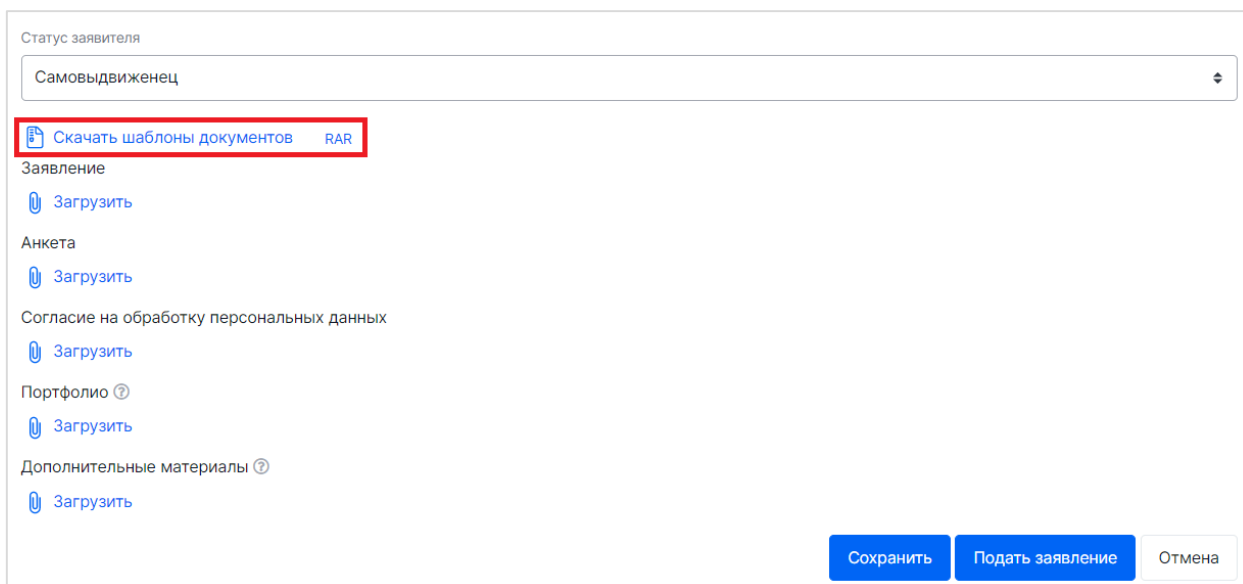 Статус заявителя
Самовыдвиженец
Скачать шаблоны документов RAR
Заявление
Загрузить
Анкета
Загрузить
Согласие на обработку персональных данных
Загрузить
Портфолио ?
Загрузить
Дополнительные материалы ?
Загрузить
Сохранить Подать заявление Отмена